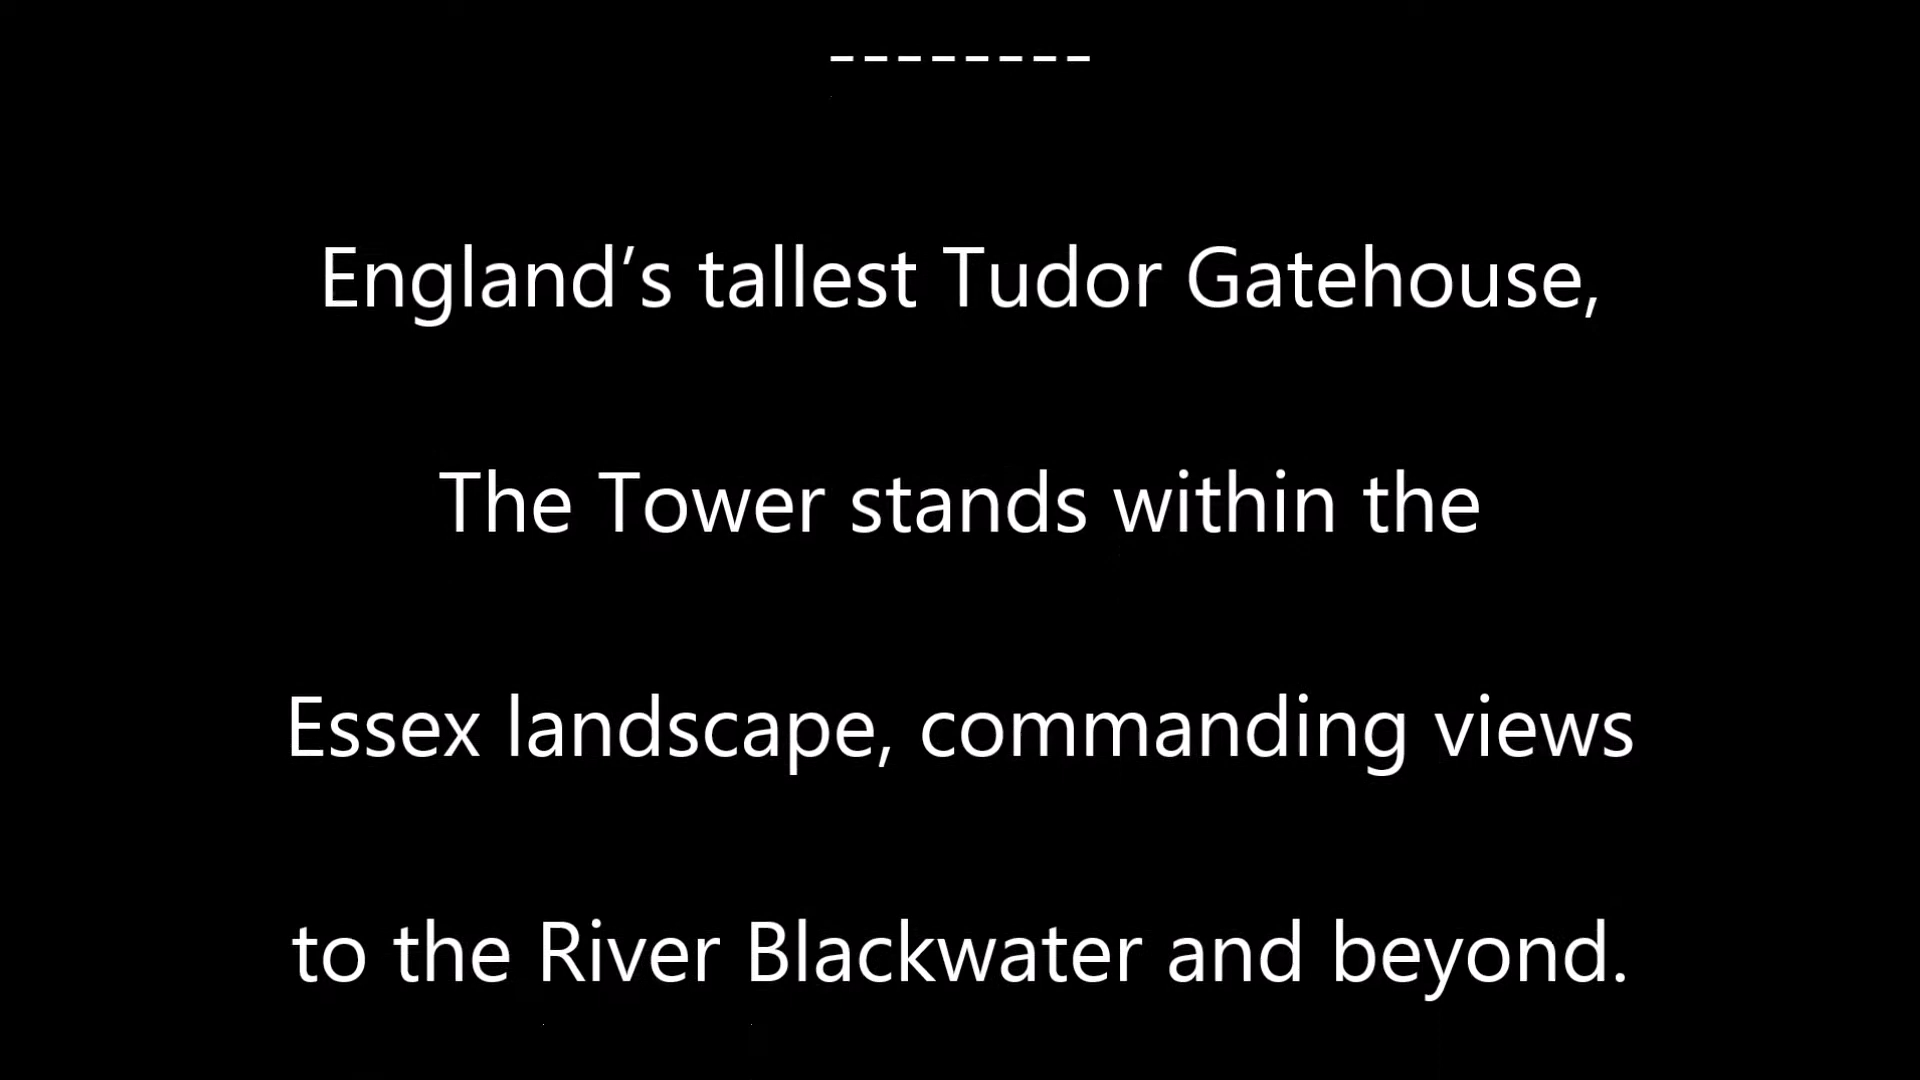 --------
England’s tallest Tudor Gatehouse,
The Tower stands within the
Essex landscape, commanding views
to the River Blackwater and beyond.